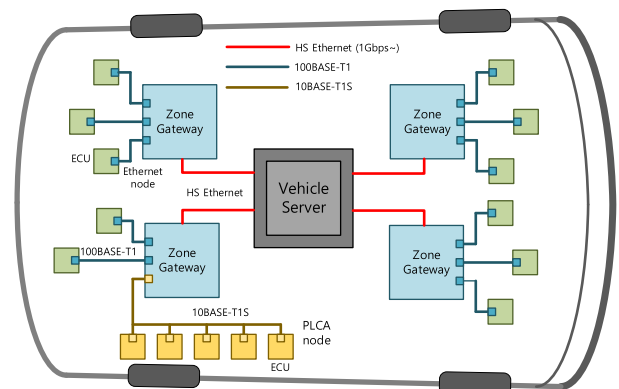 HS Ethernet (1Gbps~)
100BASE-T1
10BASE-T1S
Zone
Gateway
Zone
Gateway
ECU
Ethernet
node
HS Ethernet
Vehicle
Server
100BASE-T1
Zone
Gateway
Zone
Gateway
10BASE-T1S
PLCA
node
ECU